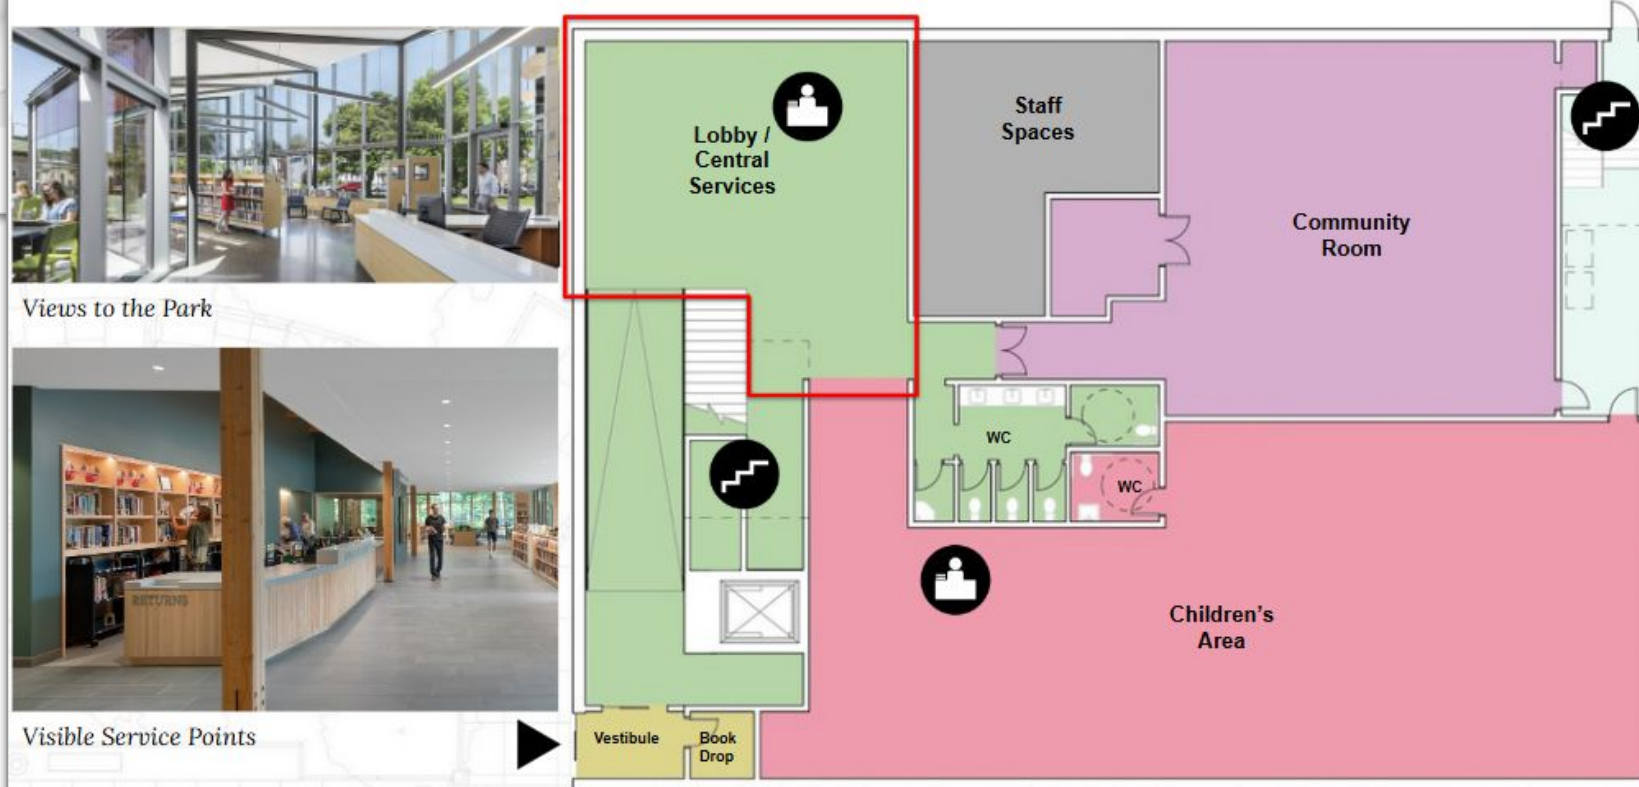 Views to the Park
RETURNS
Visible Service Points
Lobby /
Central
Services
Staff
Spaces
Community
Room
WC
WC
Children's
Area
Vestibule
Book
Drop